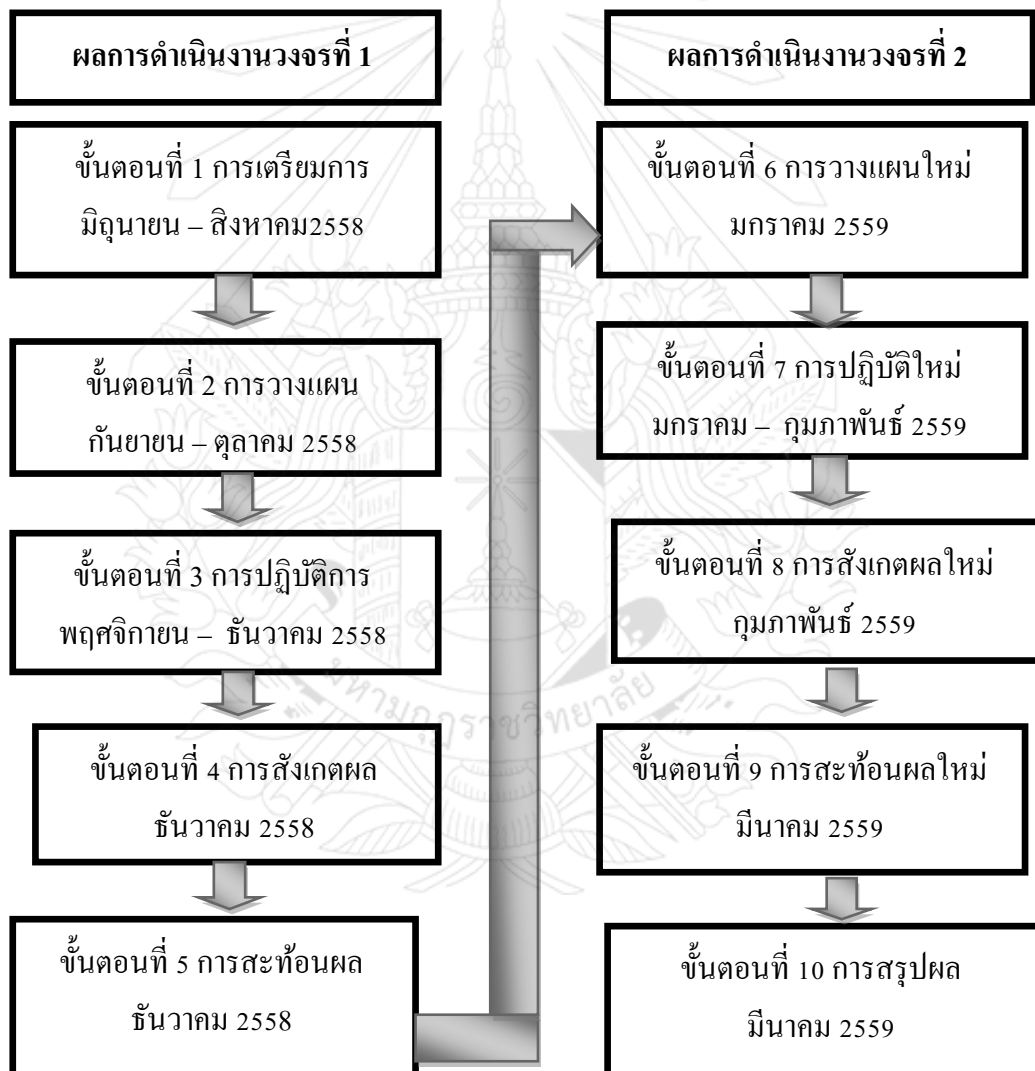 ผลการดำเนินงานวงจรที่ 1
ขั้นตอนที่ 1 การเตรียมการ
มิถุนายน – สิงหาคม2558
ขั้นตอนที่ 2 การวางแผน
กันยายน – ตุลาคม 2558
ขั้นตอนที่ 3 การปฏิบัติการ
พฤศจิกายน – ธันวาคม 2558
ขั้นตอนที่ 4 การสังเกตผล
ธันวาคม 2558
ขั้นตอนที่ 5 การสะท้อนผล
ธันวาคม 2558
ผลการดำเนินงานวงจรที่ 2
ขั้นตอนที่ 6 การวางแผนใหม่
มกราคม 2559
ขั้นตอนที่ 7 การปฏิบัติใหม่
มกราคม – กุมภาพันธ์ 2559
ขั้นตอนที่ 8 การสังเกตผลใหม่
กุมภาพันธ์ 2559
ขั้นตอนที่ 9 การสะท้อนผลใหม่
มีนาคม 2559
ขั้นตอนที่ 10 การสรุปผล
มีนาคม 2559
มหามกุฏราชวิทยาลัย